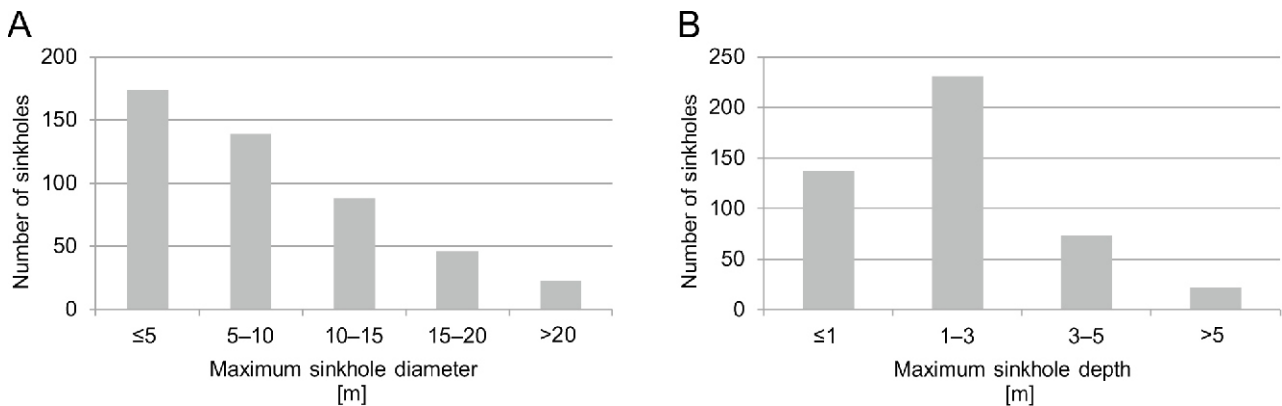 A
Number of sinkholes
200
150
100
50
0
≤5
5–10
10–15
15–20
>20
Maximum sinkhole diameter
[m]
B
Number of sinkholes
250
200
150
100
50
0
≤1
1–3
3–5
>5
Maximum sinkhole depth
[m]